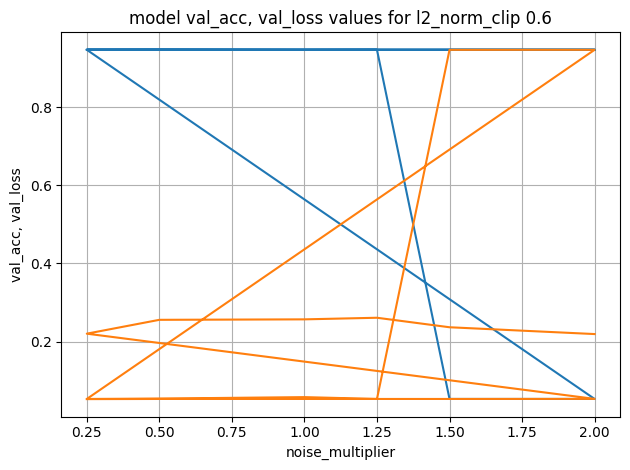 model val_acc, val_loss values for l2_norm_clip 0.6
val_acc, val_loss
0.8
0.6
0.4
0.2
0.25 0.50 0.75 1.00 1.25 1.50 1.75 2.00
noise_multiplier